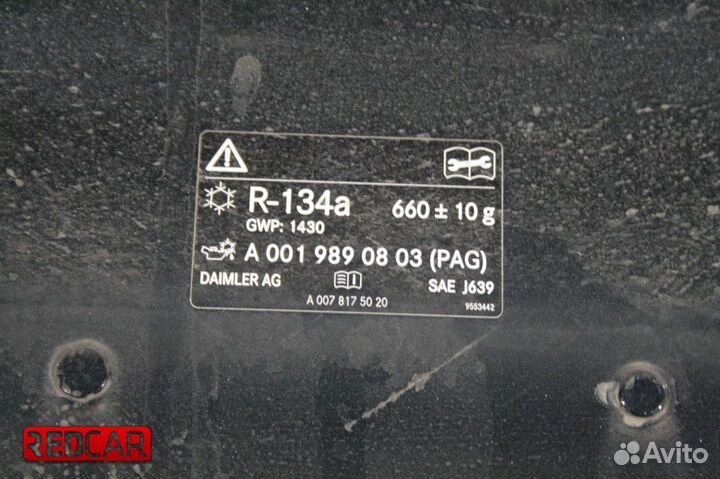 R-134a 660 ± 10 g
GWP: 1430
A 001 989 08 03 (PAG)
DAIMLER AG SAE J639
A 007 817 50 20
9553442
REDCAR
Avito